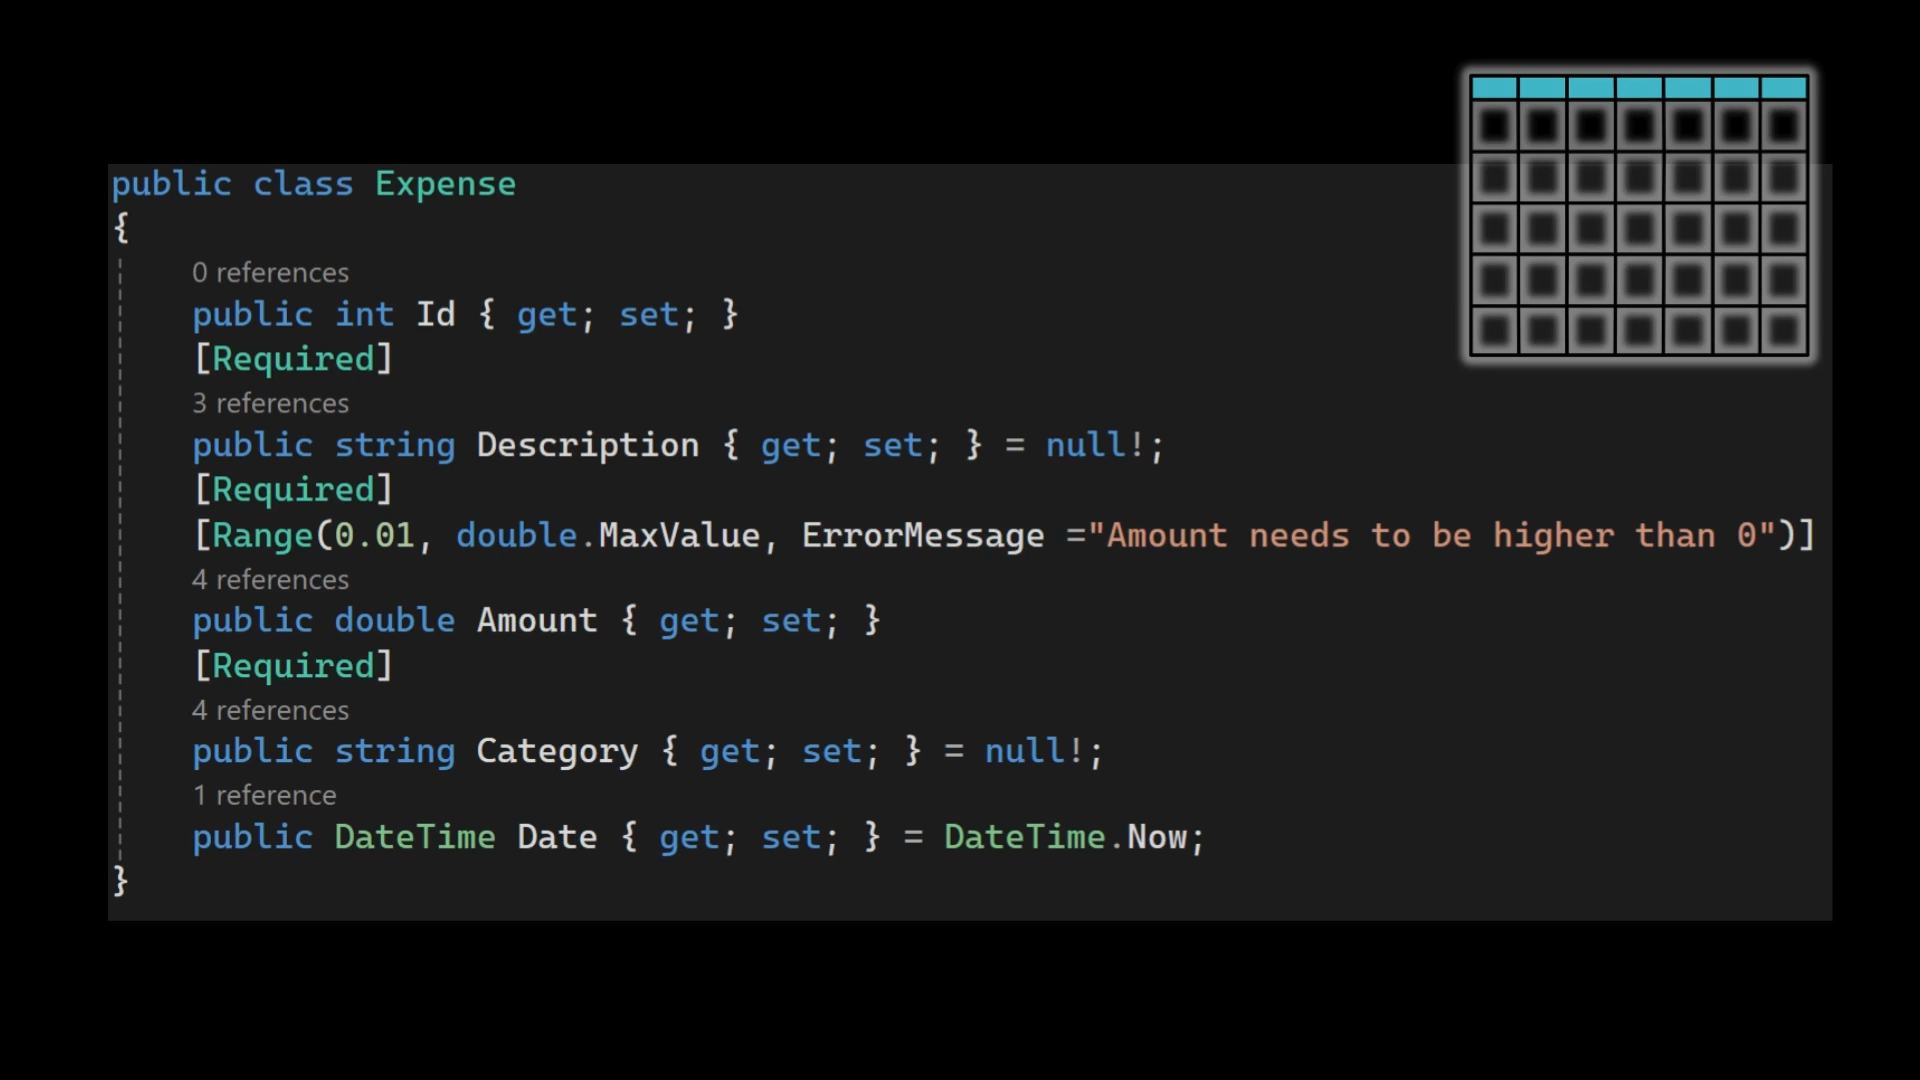 public class Expense
{
0 references
public int Id { get; set; }
[Required]
3 references
public string Description { get; set; } = null!;
[Required]
[Range(0.01, double.MaxValue, ErrorMessage ="Amount needs to be higher than 0")]
4 references
public double Amount { get; set; }
[Required]
4 references
public string Category { get; set; } = null!;
1 reference
public DateTime Date { get; set; } = DateTime.Now;
}